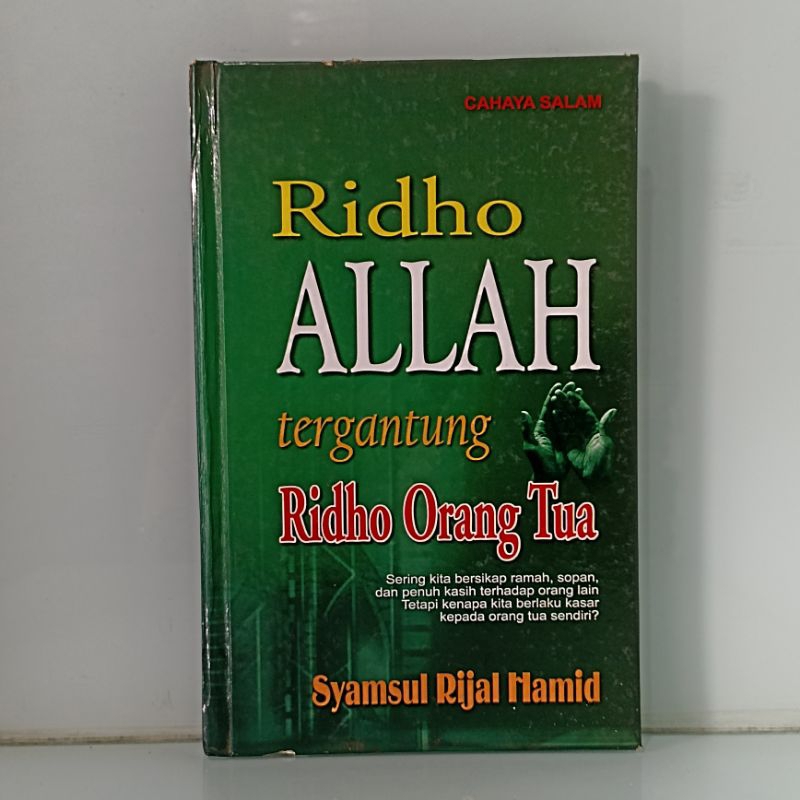 CAHAYA SALAM
Ridho
ALLAH
tergantung
Ridho Orang Tua
Sering kita bersikap ramah, sopan,
dan penuh kasih terhadap orang lain
Tetapi kenapa kita berlaku kasar
kepada orang tua sendiri?
Syamsul Rijal Hamid